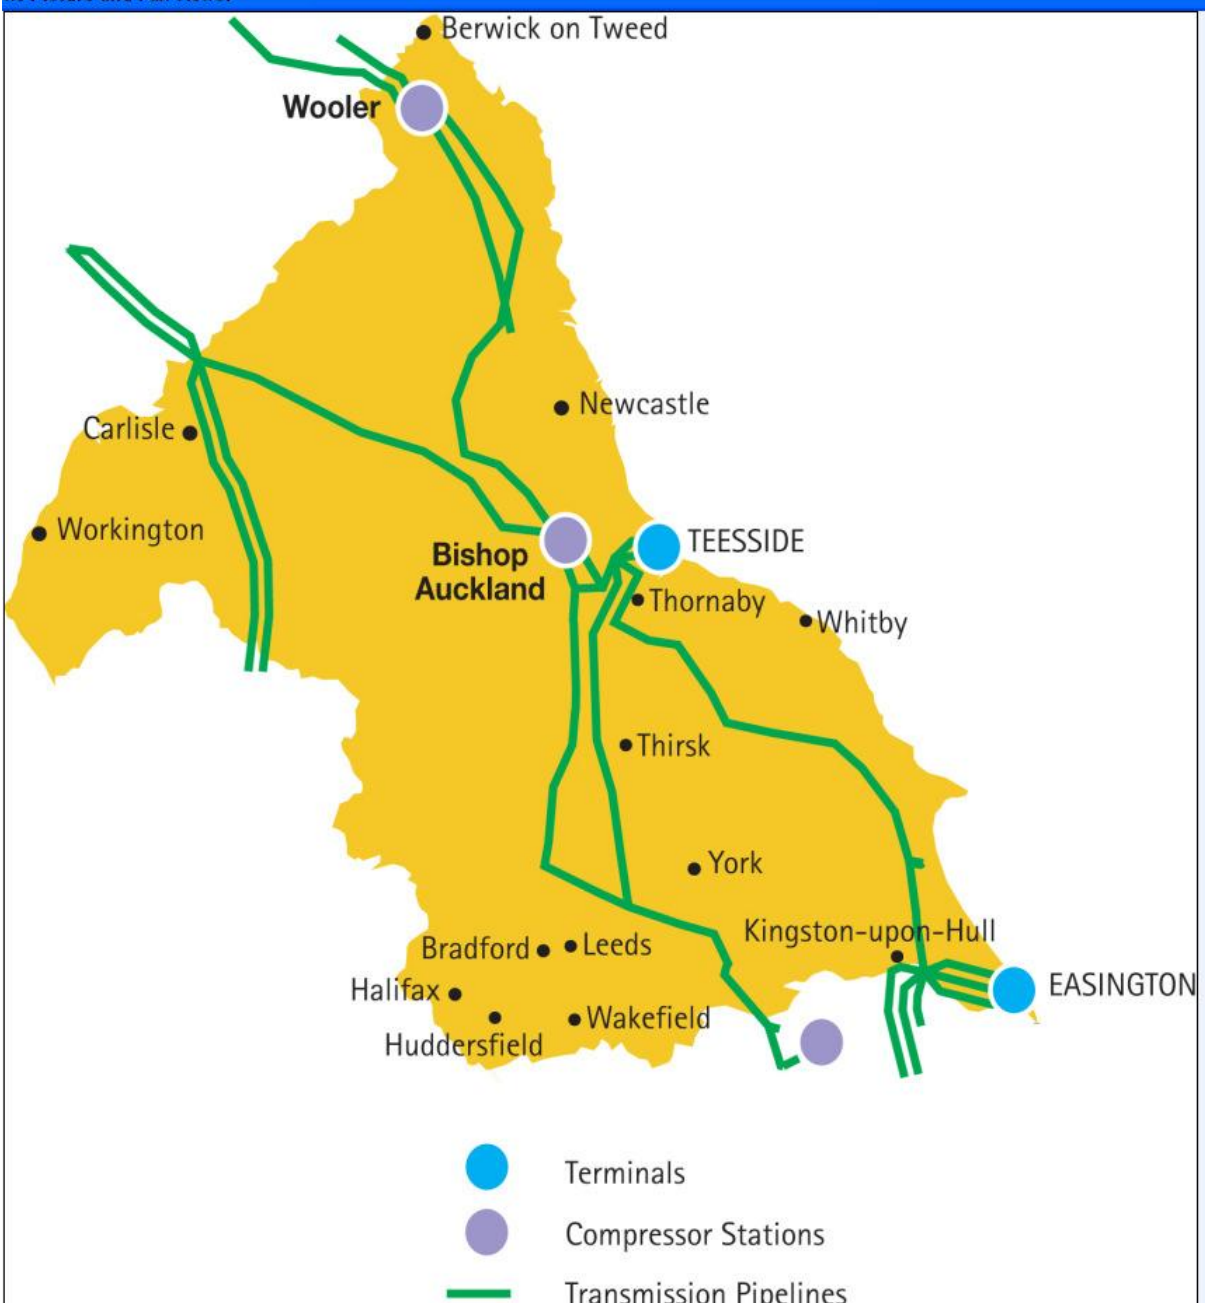 Berwick on Tweed
Wooler
Newcastle
Carlisle
Workington
TEESSIDE
Bishop
Auckland
Thornaby
Whitby
Thirsk
York
Kingston-upon-Hull
Bradford
Leeds
EASINGTON
Halifax
Wakefield
Huddersfield
Terminals
Compressor Stations
Transmission Pipelines